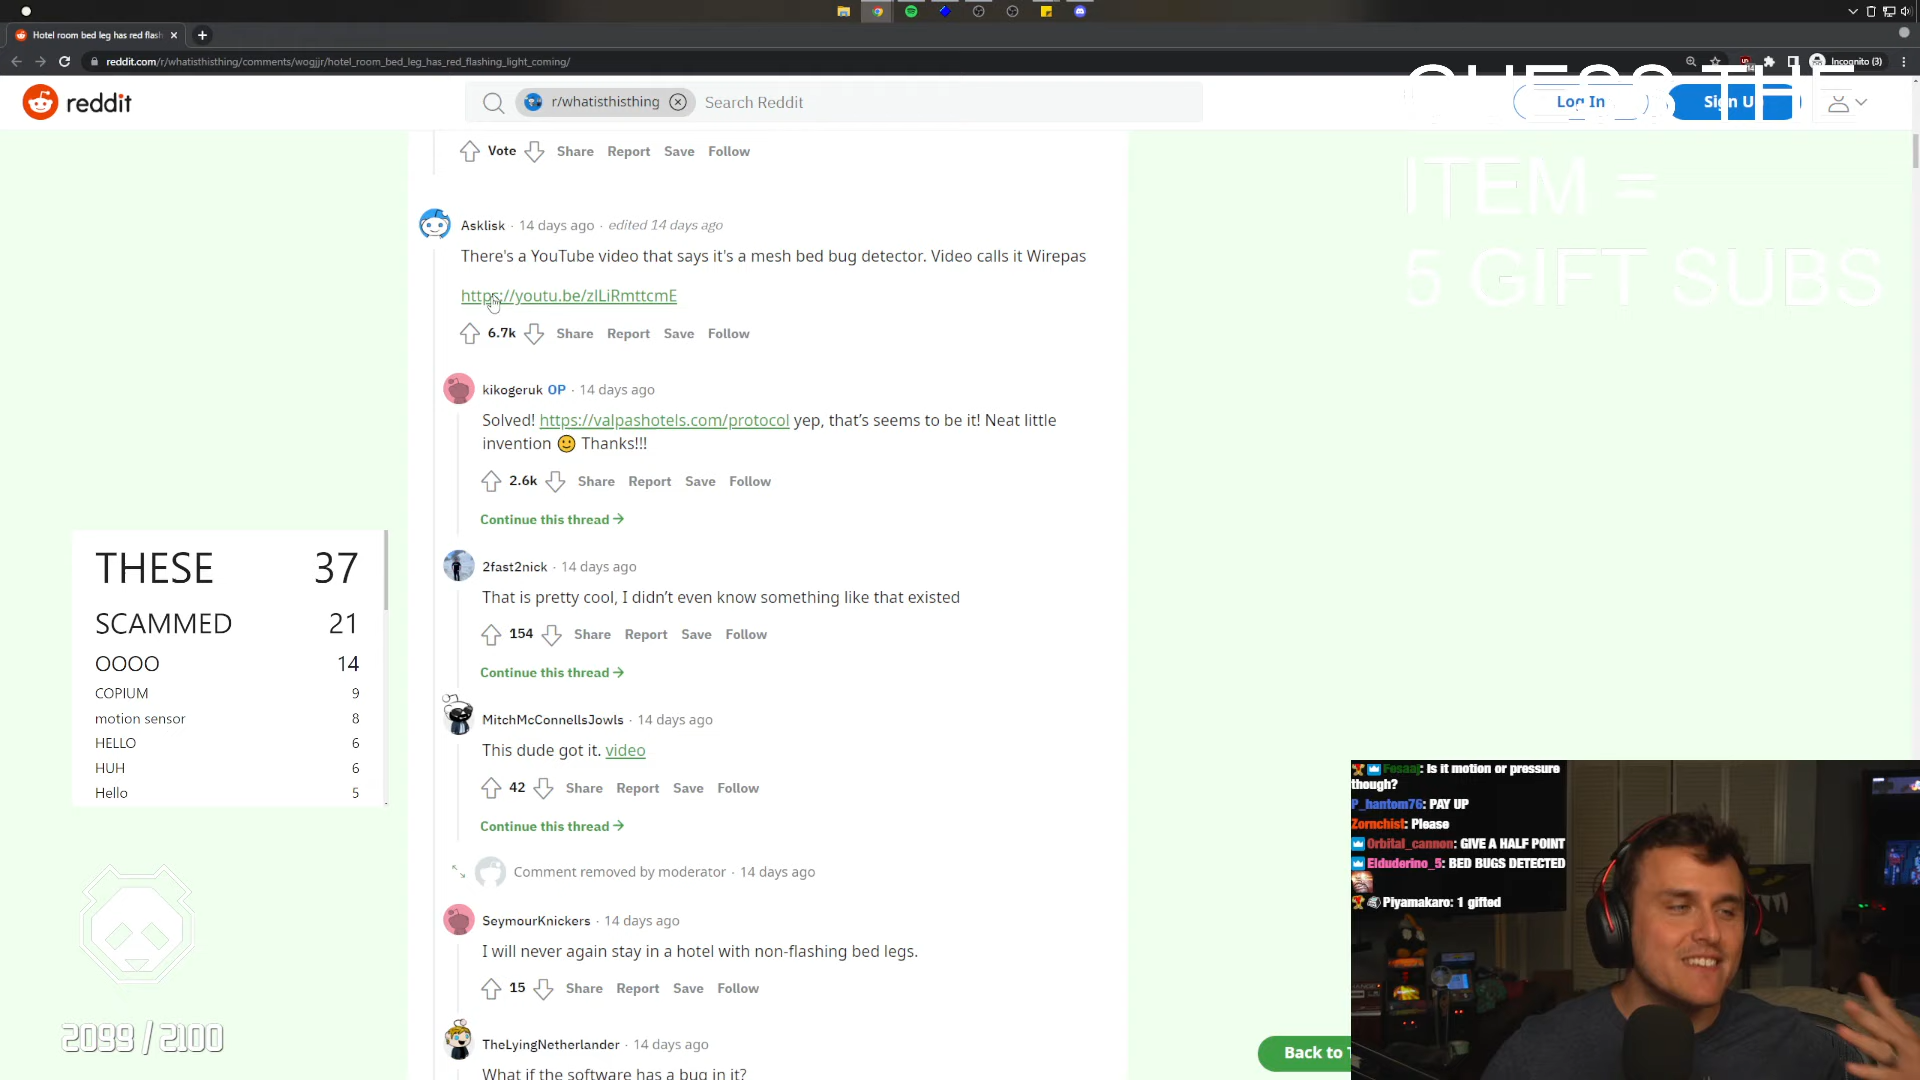 Hotel room bed leg has red flash
reddit.com/r/whatisthisthing/comments/wogjjr/hotel_room_bed_leg_has_red_flashing_light_coming/
Incognito (3)
reddit
r/whatisthisthing
Search Reddit
Log In
Sign U
GUESS THE
ITEM =
5 GIFT SUBS
Vote Share Report Save Follow
Asklisk · 14 days ago · edited 14 days ago
There's a YouTube video that says it's a mesh bed bug detector. Video calls it Wirepas
https://youtu.be/zlLiRmttcmE
6.7k Share Report Save Follow
kikogeruk OP · 14 days ago
Solved! https://valpashotels.com/protocol yep, that's seems to be it! Neat little
invention 🙂 Thanks!!!
2.6k Share Report Save Follow
Continue this thread →
2fast2nick · 14 days ago
That is pretty cool, I didn't even know something like that existed
154 Share Report Save Follow
Continue this thread →
MitchMcConnellsJowls · 14 days ago
This dude got it. video
42 Share Report Save Follow
Continue this thread →
Comment removed by moderator · 14 days ago
SeymourKnickers · 14 days ago
I will never again stay in a hotel with non-flashing bed legs.
15 Share Report Save Follow
TheLyingNetherlander · 14 days ago
What if the software has a bug in it?
Back to T
THESE 37
SCAMMED 21
OOOO 14
COPIUM 9
motion sensor 8
HELLO 6
HUH 6
Hello 5
2099 / 2100
Fosaaj: Is it motion or pressure
though?
P_hantom76: PAY UP
Zornchist: Please
Orbital_cannon: GIVE A HALF POINT
Elduderino_5: BED BUGS DETECTED
Piyamakaro: 1 gifted